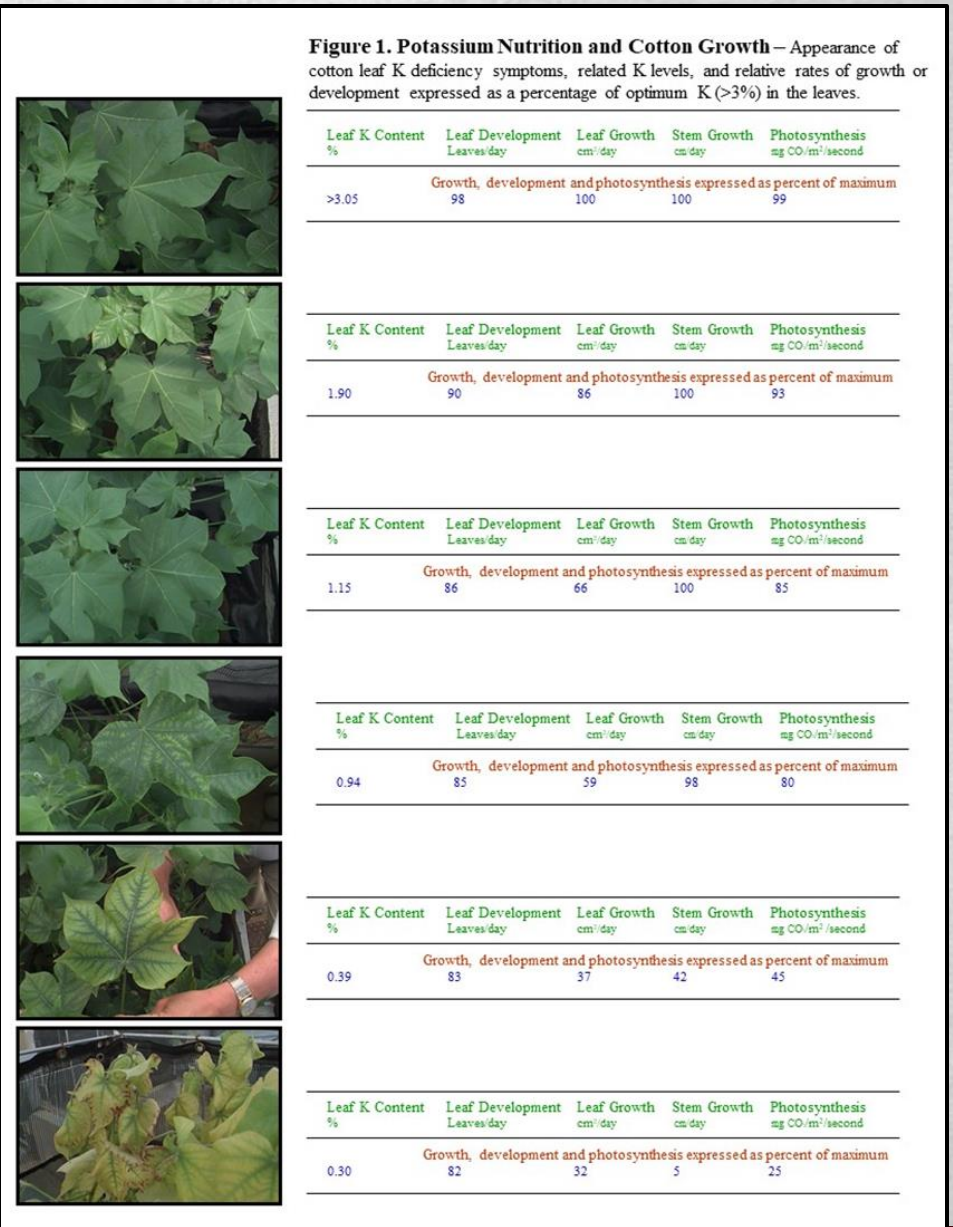 Figure 1. Potassium Nutrition and Cotton Growth – Appearance of
cotton leaf K deficiency symptoms, related K levels, and relative rates of growth or
development expressed as a percentage of optimum K (>3%) in the leaves.
Leaf K Content Leaf Development Leaf Growth Stem Growth Photosynthesis
% Leaves/day cm²/day cm/day mg CO₂/m²/second
Growth, development and photosynthesis expressed as percent of maximum
>3.05 98 100 100 99
Leaf K Content Leaf Development Leaf Growth Stem Growth Photosynthesis
% Leaves/day cm²/day cm/day mg CO₂/m²/second
Growth, development and photosynthesis expressed as percent of maximum
1.90 90 86 100 93
Leaf K Content Leaf Development Leaf Growth Stem Growth Photosynthesis
% Leaves/day cm²/day cm/day mg CO₂/m²/second
Growth, development and photosynthesis expressed as percent of maximum
1.15 86 66 100 85
Leaf K Content Leaf Development Leaf Growth Stem Growth Photosynthesis
% Leaves/day cm²/day cm/day mg CO₂/m²/second
Growth, development and photosynthesis expressed as percent of maximum
0.94 85 59 98 80
Leaf K Content Leaf Development Leaf Growth Stem Growth Photosynthesis
% Leaves/day cm²/day cm/day mg CO₂/m²/second
Growth, development and photosynthesis expressed as percent of maximum
0.39 83 37 42 45
Leaf K Content Leaf Development Leaf Growth Stem Growth Photosynthesis
% Leaves/day cm²/day cm/day mg CO₂/m²/second
Growth, development and photosynthesis expressed as percent of maximum
0.30 82 32 5 25